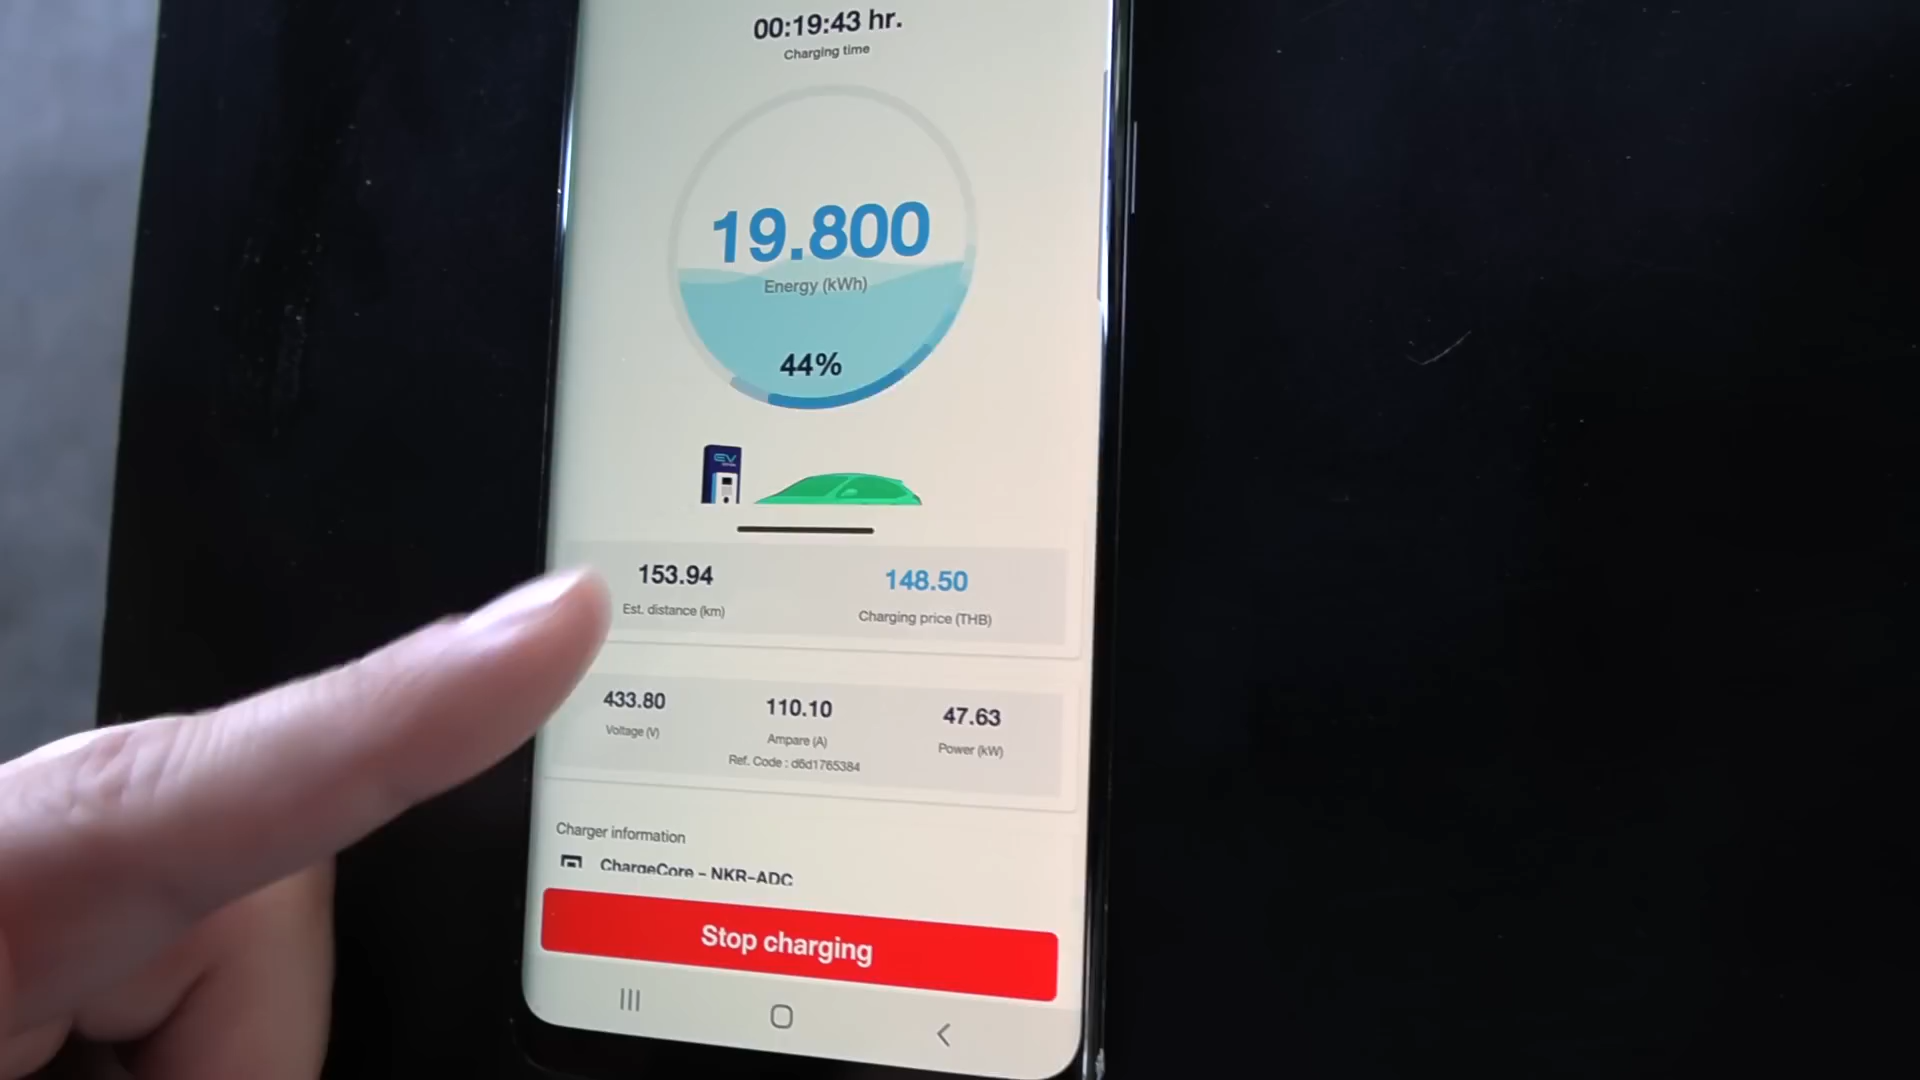 00:19:43 hr.
Charging time
19.800
Energy (kWh)
44%
EV
153.94
Est. distance (km)
148.50
Charging price (THB)
433.80
Voltage (V)
110.10
Ampare (A)
47.63
Power (kW)
Ref. Code : d6d1765384
Charger information
ChargeCore - NKR-ADC
Stop charging